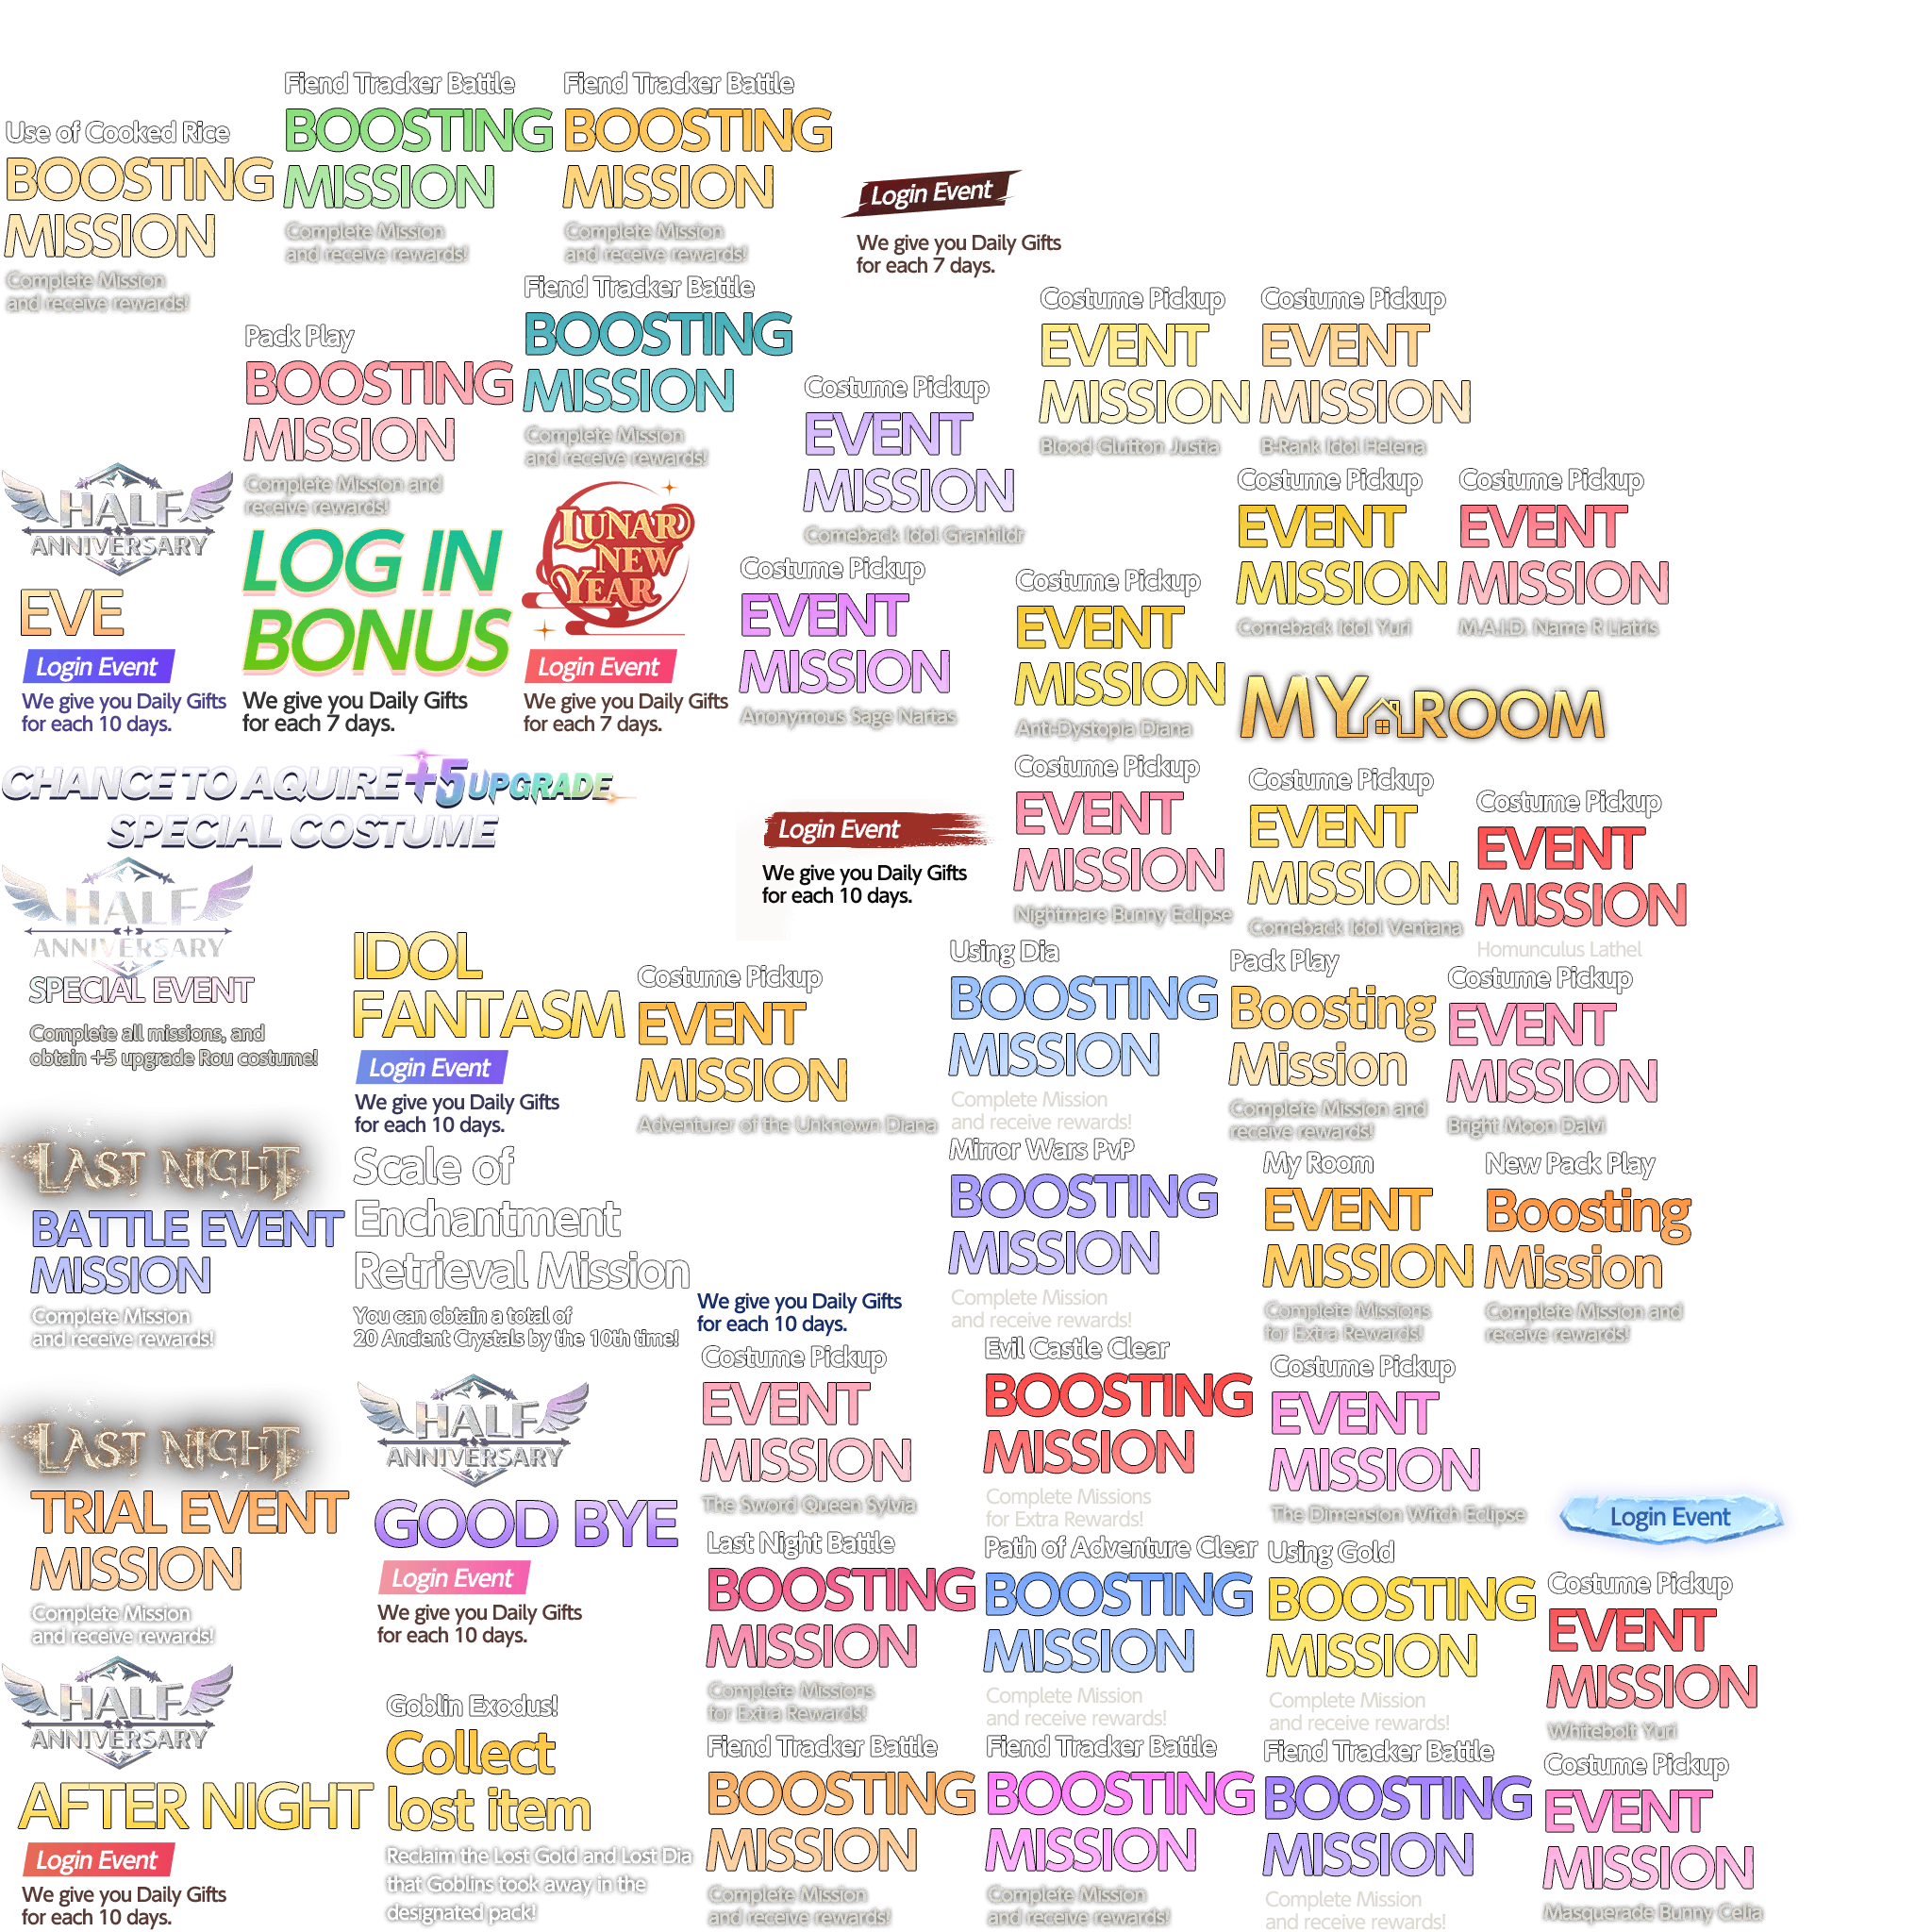 Use of Cooked Rice
BOOSTING
MISSION
Complete Mission
and receive rewards!
Fiend Tracker Battle
BOOSTING
MISSION
Complete Mission
and receive rewards!
Fiend Tracker Battle
BOOSTING
MISSION
Complete Mission
and receive rewards!
Login Event
We give you Daily Gifts
for each 7 days.
Pack Play
BOOSTING
MISSION
Complete Mission and
receive rewards!
Fiend Tracker Battle
BOOSTING
MISSION
Complete Mission
and receive rewards!
Costume Pickup
EVENT
MISSION
Comeback Idol Granhildr
Costume Pickup
EVENT
MISSION
Blood Glutton Justia
Costume Pickup
EVENT
MISSION
B-Rank Idol Helena
HALF
ANNIVERSARY
EVE
Login Event
We give you Daily Gifts
for each 10 days.
LOG IN
BONUS
We give you Daily Gifts
for each 7 days.
LUNAR
NEW
YEAR
Login Event
We give you Daily Gifts
for each 7 days.
Costume Pickup
EVENT
MISSION
Anonymous Sage Nartas
Costume Pickup
EVENT
MISSION
Anti-Dystopia Diana
Costume Pickup
EVENT
MISSION
Comeback Idol Yuri
Costume Pickup
EVENT
MISSION
M.A.I.D. Name R Liatris
MY ROOM
CHANCE TO AQUIRE +5 UPGRADE
SPECIAL COSTUME
HALF
ANNIVERSARY
SPECIAL EVENT
Complete all missions, and
obtain +5 upgrade Rou costume!
Login Event
We give you Daily Gifts
for each 10 days.
Costume Pickup
EVENT
MISSION
Nightmare Bunny Eclipse
Costume Pickup
EVENT
MISSION
Comeback Idol Ventana
Costume Pickup
EVENT
MISSION
Homunculus Lathel
IDOL
FANTASM
Login Event
We give you Daily Gifts
for each 10 days.
Costume Pickup
EVENT
MISSION
Adventurer of the Unknown Diana
Using Dia
BOOSTING
MISSION
Complete Mission
and receive rewards!
Pack Play
Boosting
Mission
Complete Mission and
receive rewards!
Costume Pickup
EVENT
MISSION
Bright Moon Dalvi
LAST NIGHT
BATTLE EVENT
MISSION
Complete Mission
and receive rewards!
Scale of
Enchantment
Retrieval Mission
You can obtain a total of
20 Ancient Crystals by the 10th time!
We give you Daily Gifts
for each 10 days.
Mirror Wars PvP
BOOSTING
MISSION
Complete Mission
and receive rewards!
My Room
EVENT
MISSION
Complete Missions
for Extra Rewards!
New Pack Play
Boosting
Mission
Complete Mission and
receive rewards!
LAST NIGHT
TRIAL EVENT
MISSION
Complete Mission
and receive rewards!
HALF
ANNIVERSARY
GOOD BYE
Login Event
We give you Daily Gifts
for each 10 days.
Costume Pickup
EVENT
MISSION
The Sword Queen Sylvia
Evil Castle Clear
BOOSTING
MISSION
Complete Missions
for Extra Rewards!
Costume Pickup
EVENT
MISSION
The Dimension Witch Eclipse
Login Event
Last Night Battle
BOOSTING
MISSION
Complete Missions
for Extra Rewards!
Path of Adventure Clear
BOOSTING
MISSION
Complete Mission
and receive rewards!
Using Gold
BOOSTING
MISSION
Complete Mission
and receive rewards!
Costume Pickup
EVENT
MISSION
Whitebolt Yuri
HALF
ANNIVERSARY
AFTER NIGHT
Login Event
We give you Daily Gifts
for each 10 days.
Goblin Exodus!
Collect
lost item
Reclaim the Lost Gold and Lost Dia
that Goblins took away in the
designated pack!
Fiend Tracker Battle
BOOSTING
MISSION
Complete Mission
and receive rewards!
Fiend Tracker Battle
BOOSTING
MISSION
Complete Mission
and receive rewards!
Fiend Tracker Battle
BOOSTING
MISSION
Complete Mission
and receive rewards!
Costume Pickup
EVENT
MISSION
Masquerade Bunny Celia